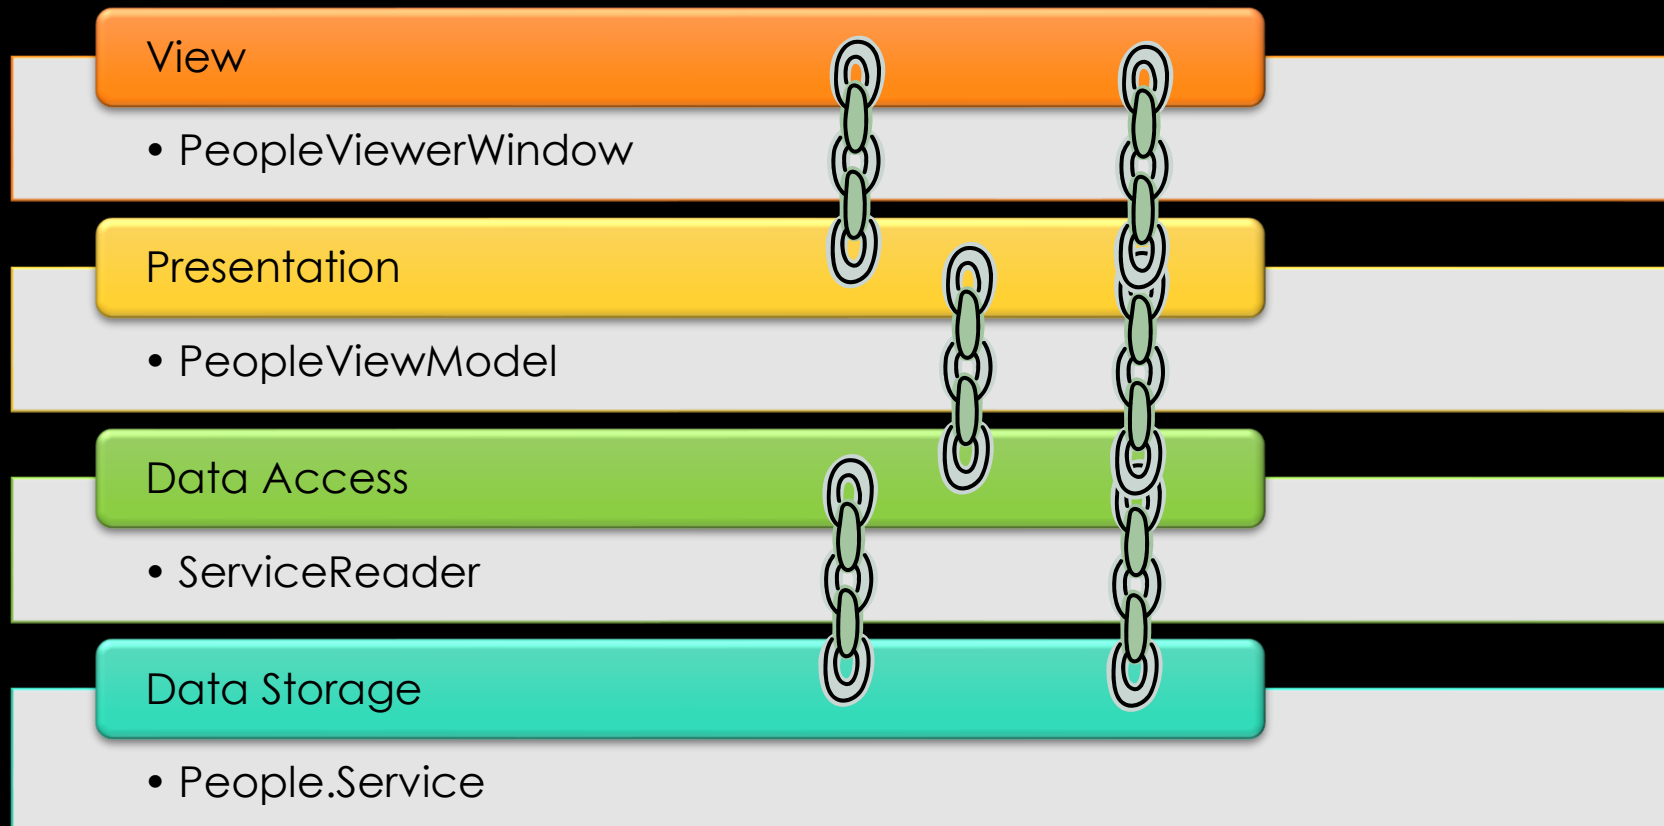 View
• PeopleViewerWindow
Presentation
• PeopleViewModel
Data Access
• ServiceReader
Data Storage
• People.Service